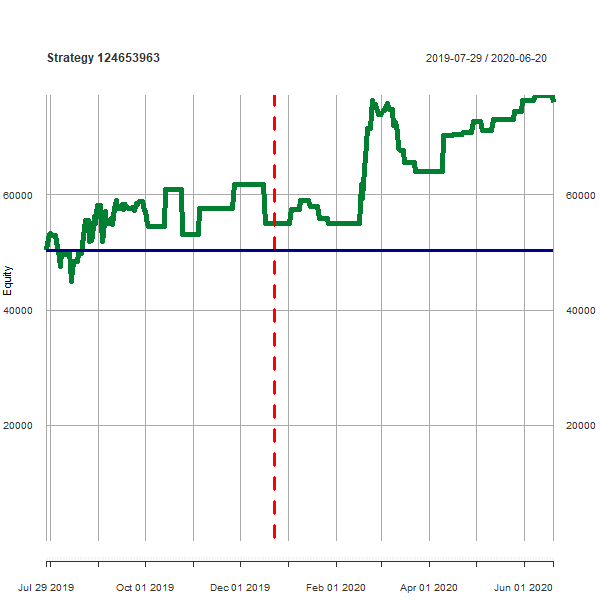 Strategy 124653963
2019-07-29 / 2020-06-20
60000
60000
Equity
40000
40000
20000
20000
Jul 29 2019
Oct 01 2019
Dec 01 2019
Feb 01 2020
Apr 01 2020
Jun 01 2020